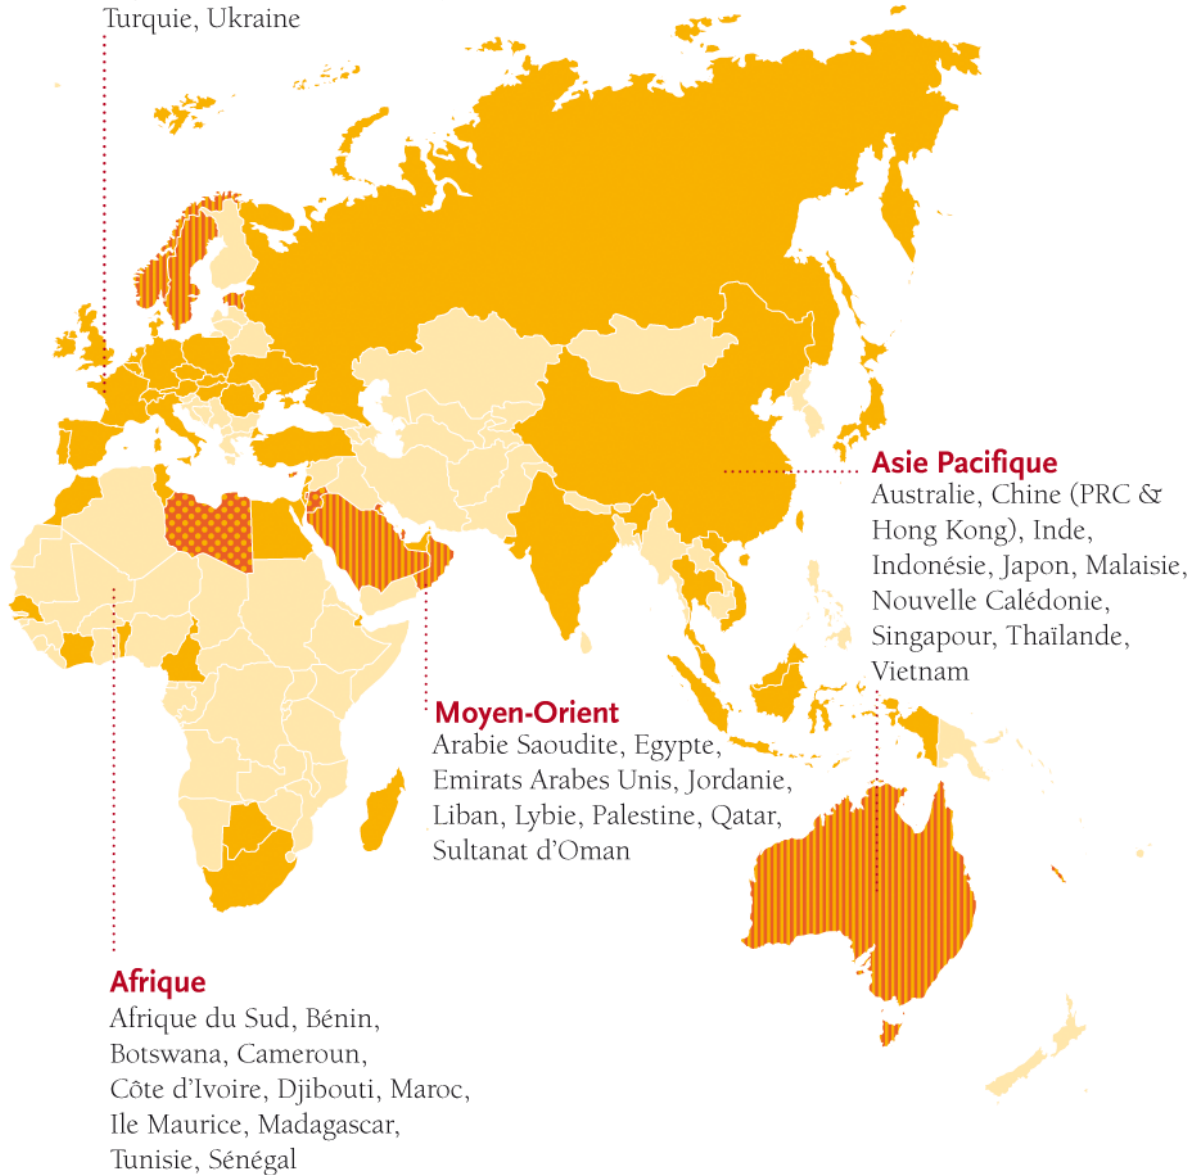 Turquie, Ukraine
Asie Pacifique
Australie, Chine (PRC &
Hong Kong), Inde,
Indonésie, Japon, Malaisie,
Nouvelle Calédonie,
Singapour, Thaïlande,
Vietnam
Moyen-Orient
Arabie Saoudite, Egypte,
Emirats Arabes Unis, Jordanie,
Liban, Lybie, Palestine, Qatar,
Sultanat d’Oman
Afrique
Afrique du Sud, Bénin,
Botswana, Cameroun,
Côte d’Ivoire, Djibouti, Maroc,
Ile Maurice, Madagascar,
Tunisie, Sénégal